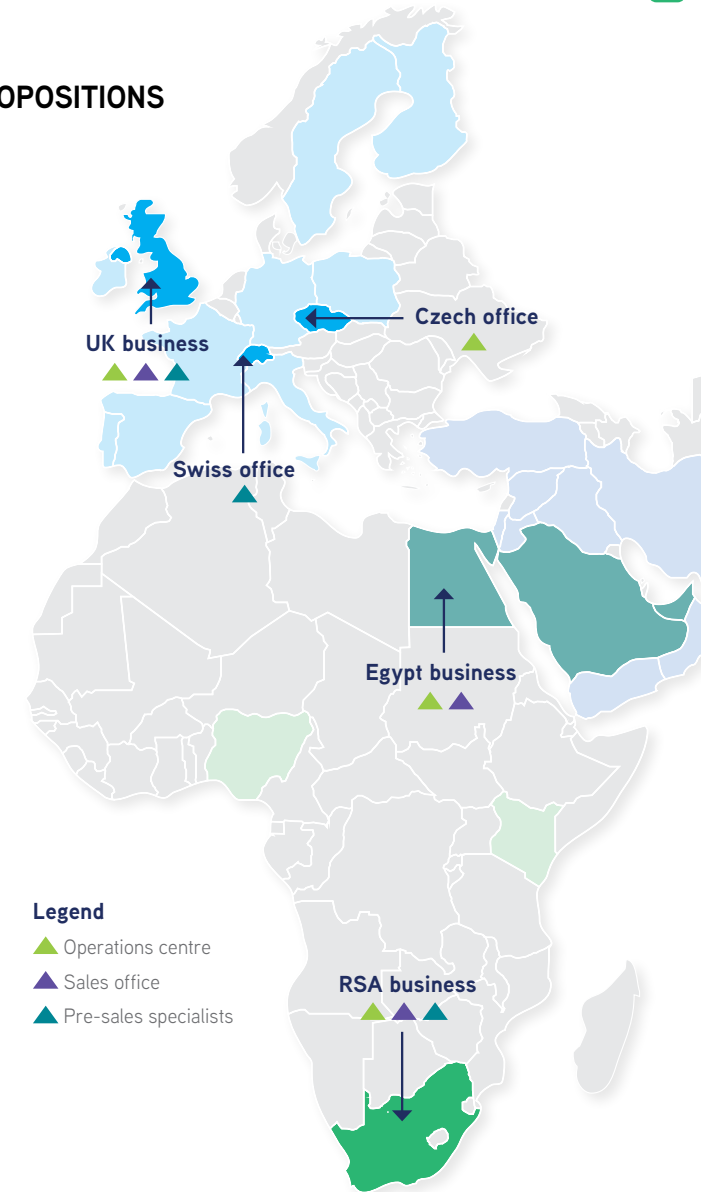 OPOSITIONS
Czech office
UK business
Swiss office
Egypt business
Legend
Operations centre
Sales office
Pre-sales specialists
RSA business